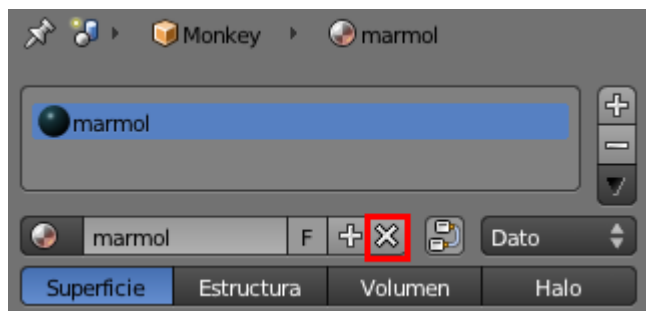 Monkey marmol
marmol
marmol F Dato
Superficie Estructura Volumen Halo